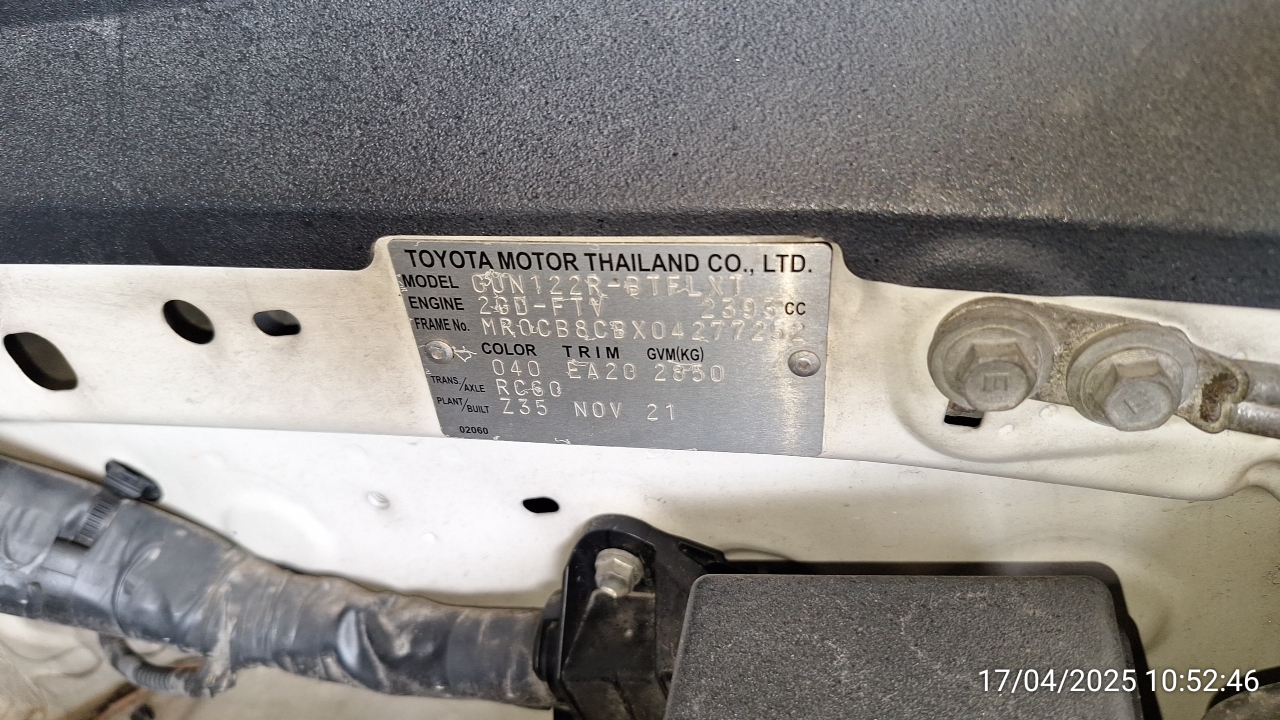 TOYOTA MOTOR THAILAND CO., LTD.
MODEL GUN122R-BTFLXT
ENGINE 2GD-FTV 2393 CC
FRAME No.
COLOR TRIM GVM(KG)
040 EA20 2850
TRANS./AXLE RC60
PLANT/BUILT Z35 NOV 21
02060
17/04/2025 10:52:46